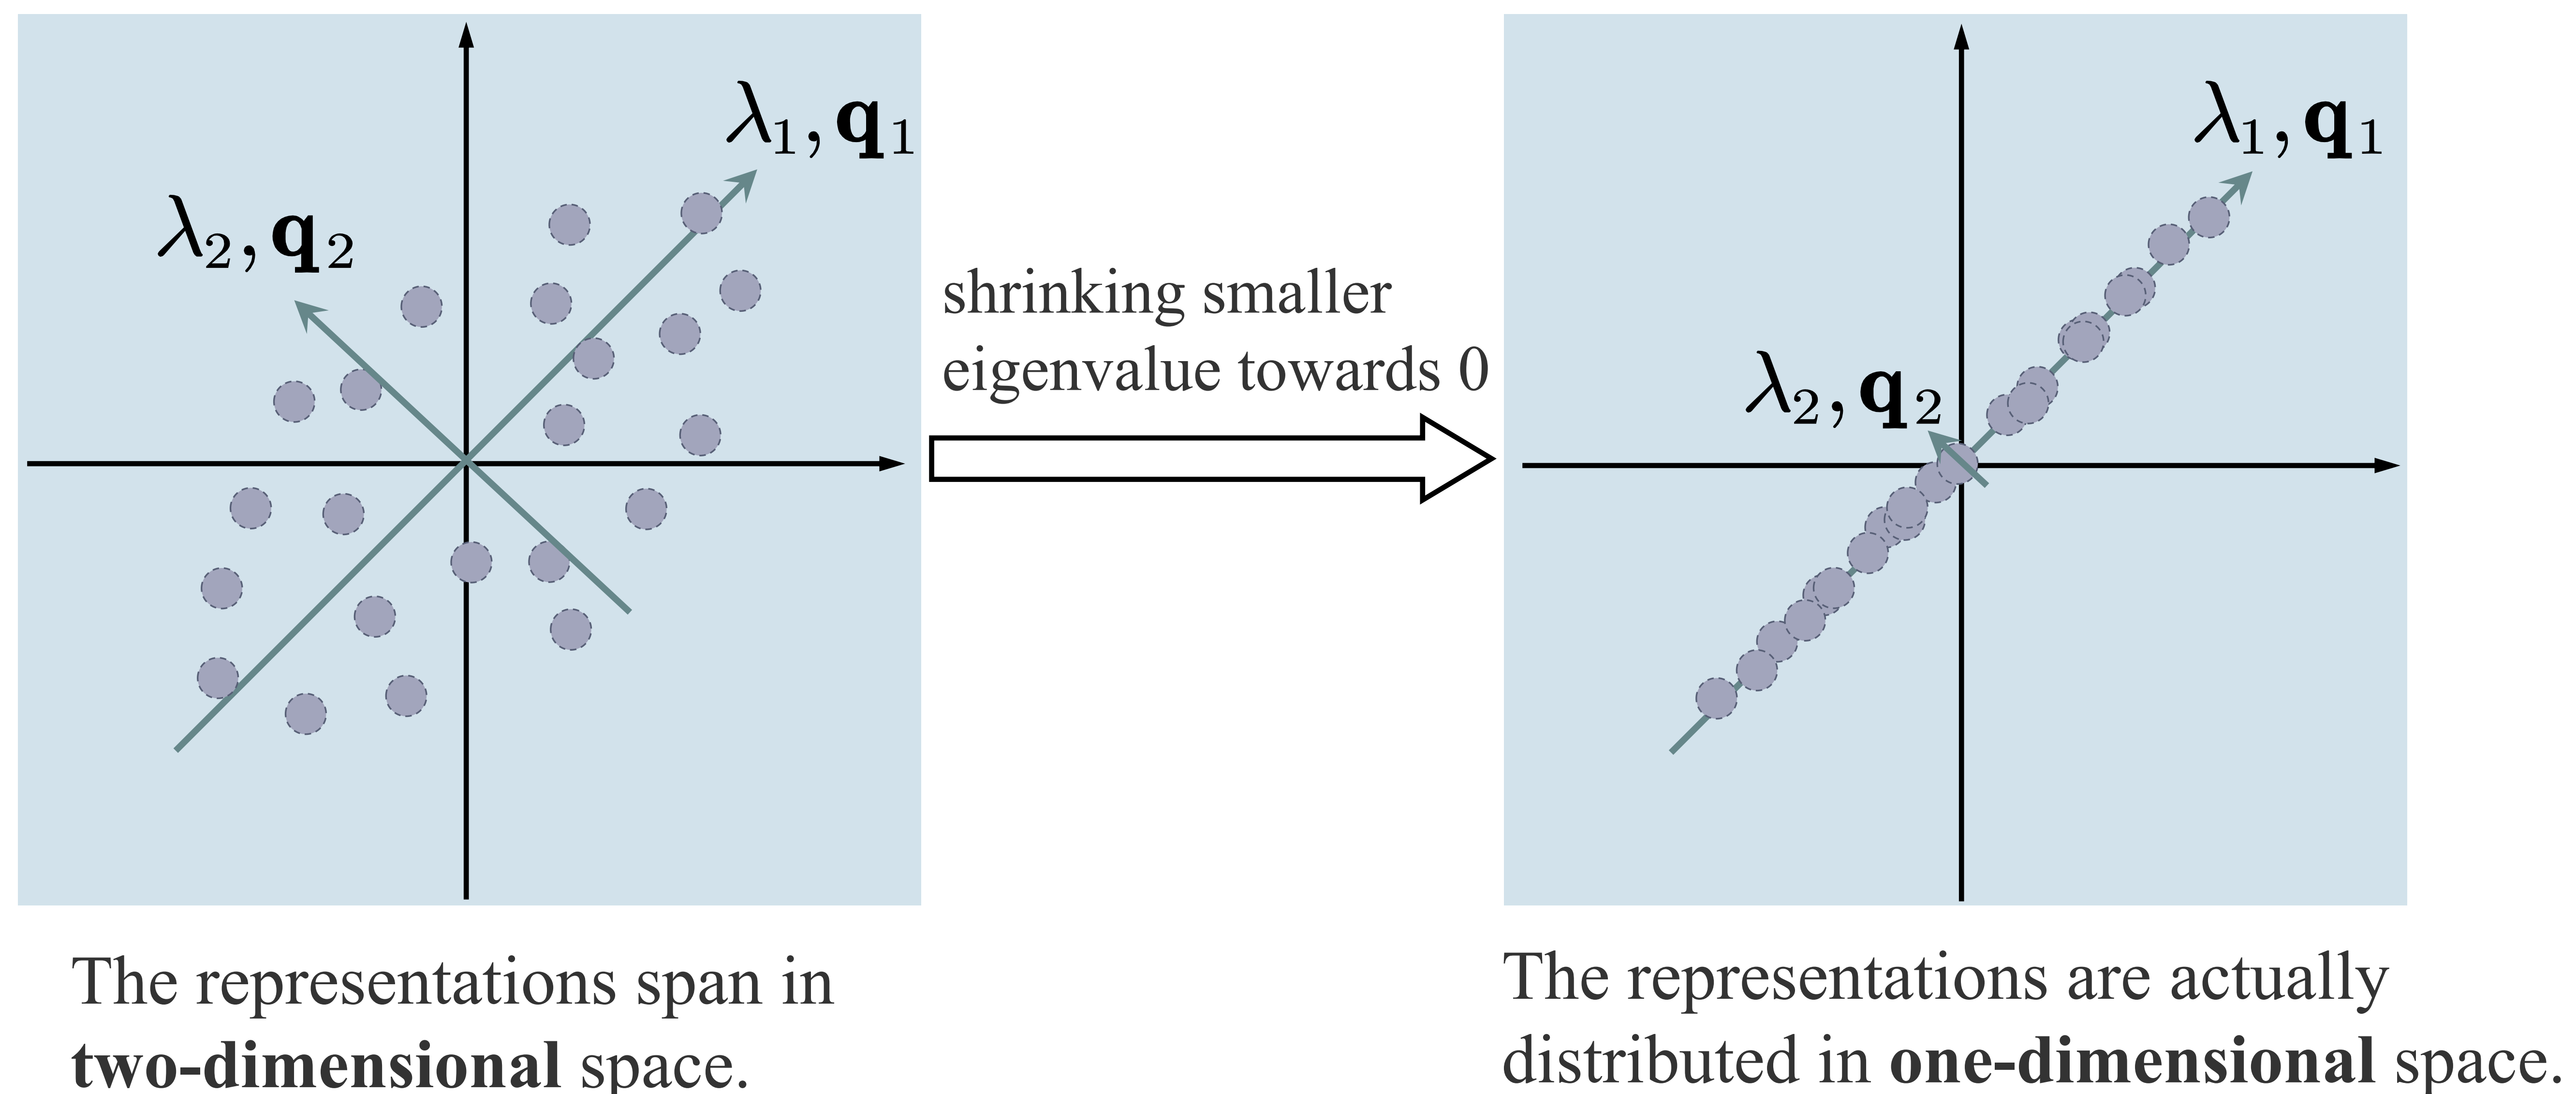 λ₁, q₁
λ₂, q₂
The representations span in
two-dimensional space.
shrinking smaller
eigenvalue towards 0
λ₁, q₁
λ₂, q₂
The representations are actually
distributed in one-dimensional space.